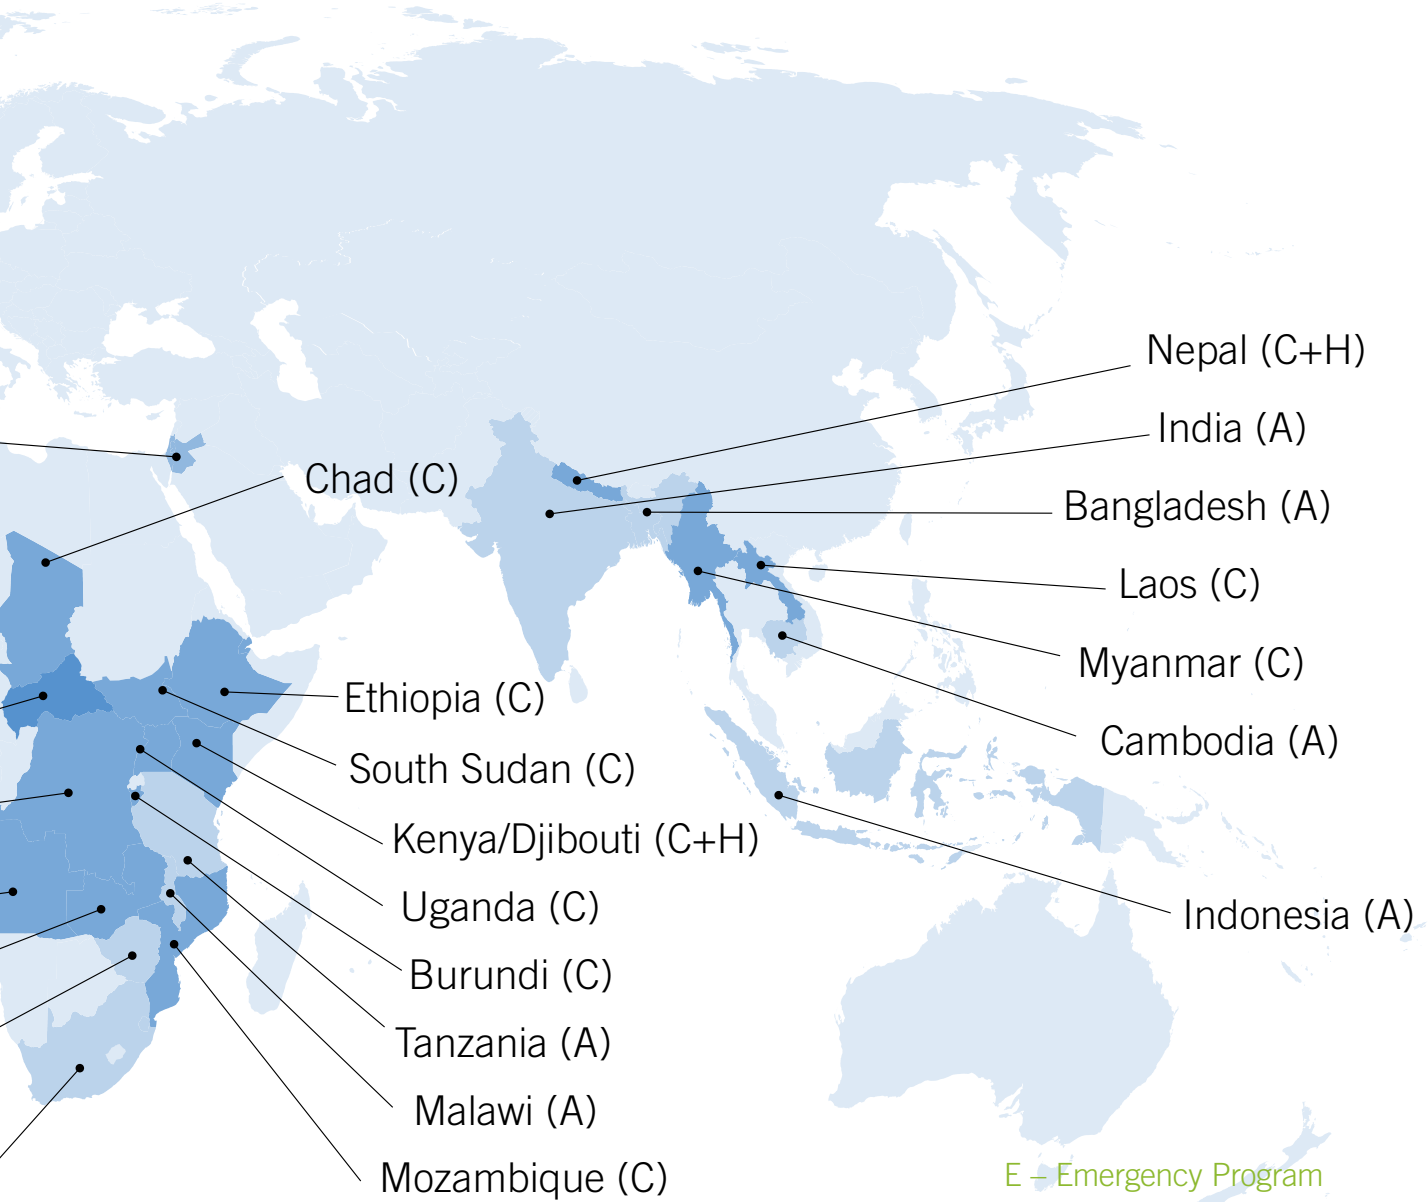 Nepal (C+H)
India (A)
Chad (C)
Bangladesh (A)
Laos (C)
Myanmar (C)
Ethiopia (C)
Cambodia (A)
South Sudan (C)
Kenya/Djibouti (C+H)
Uganda (C)
Indonesia (A)
Burundi (C)
Tanzania (A)
Malawi (A)
Mozambique (C)
E – Emergency Program